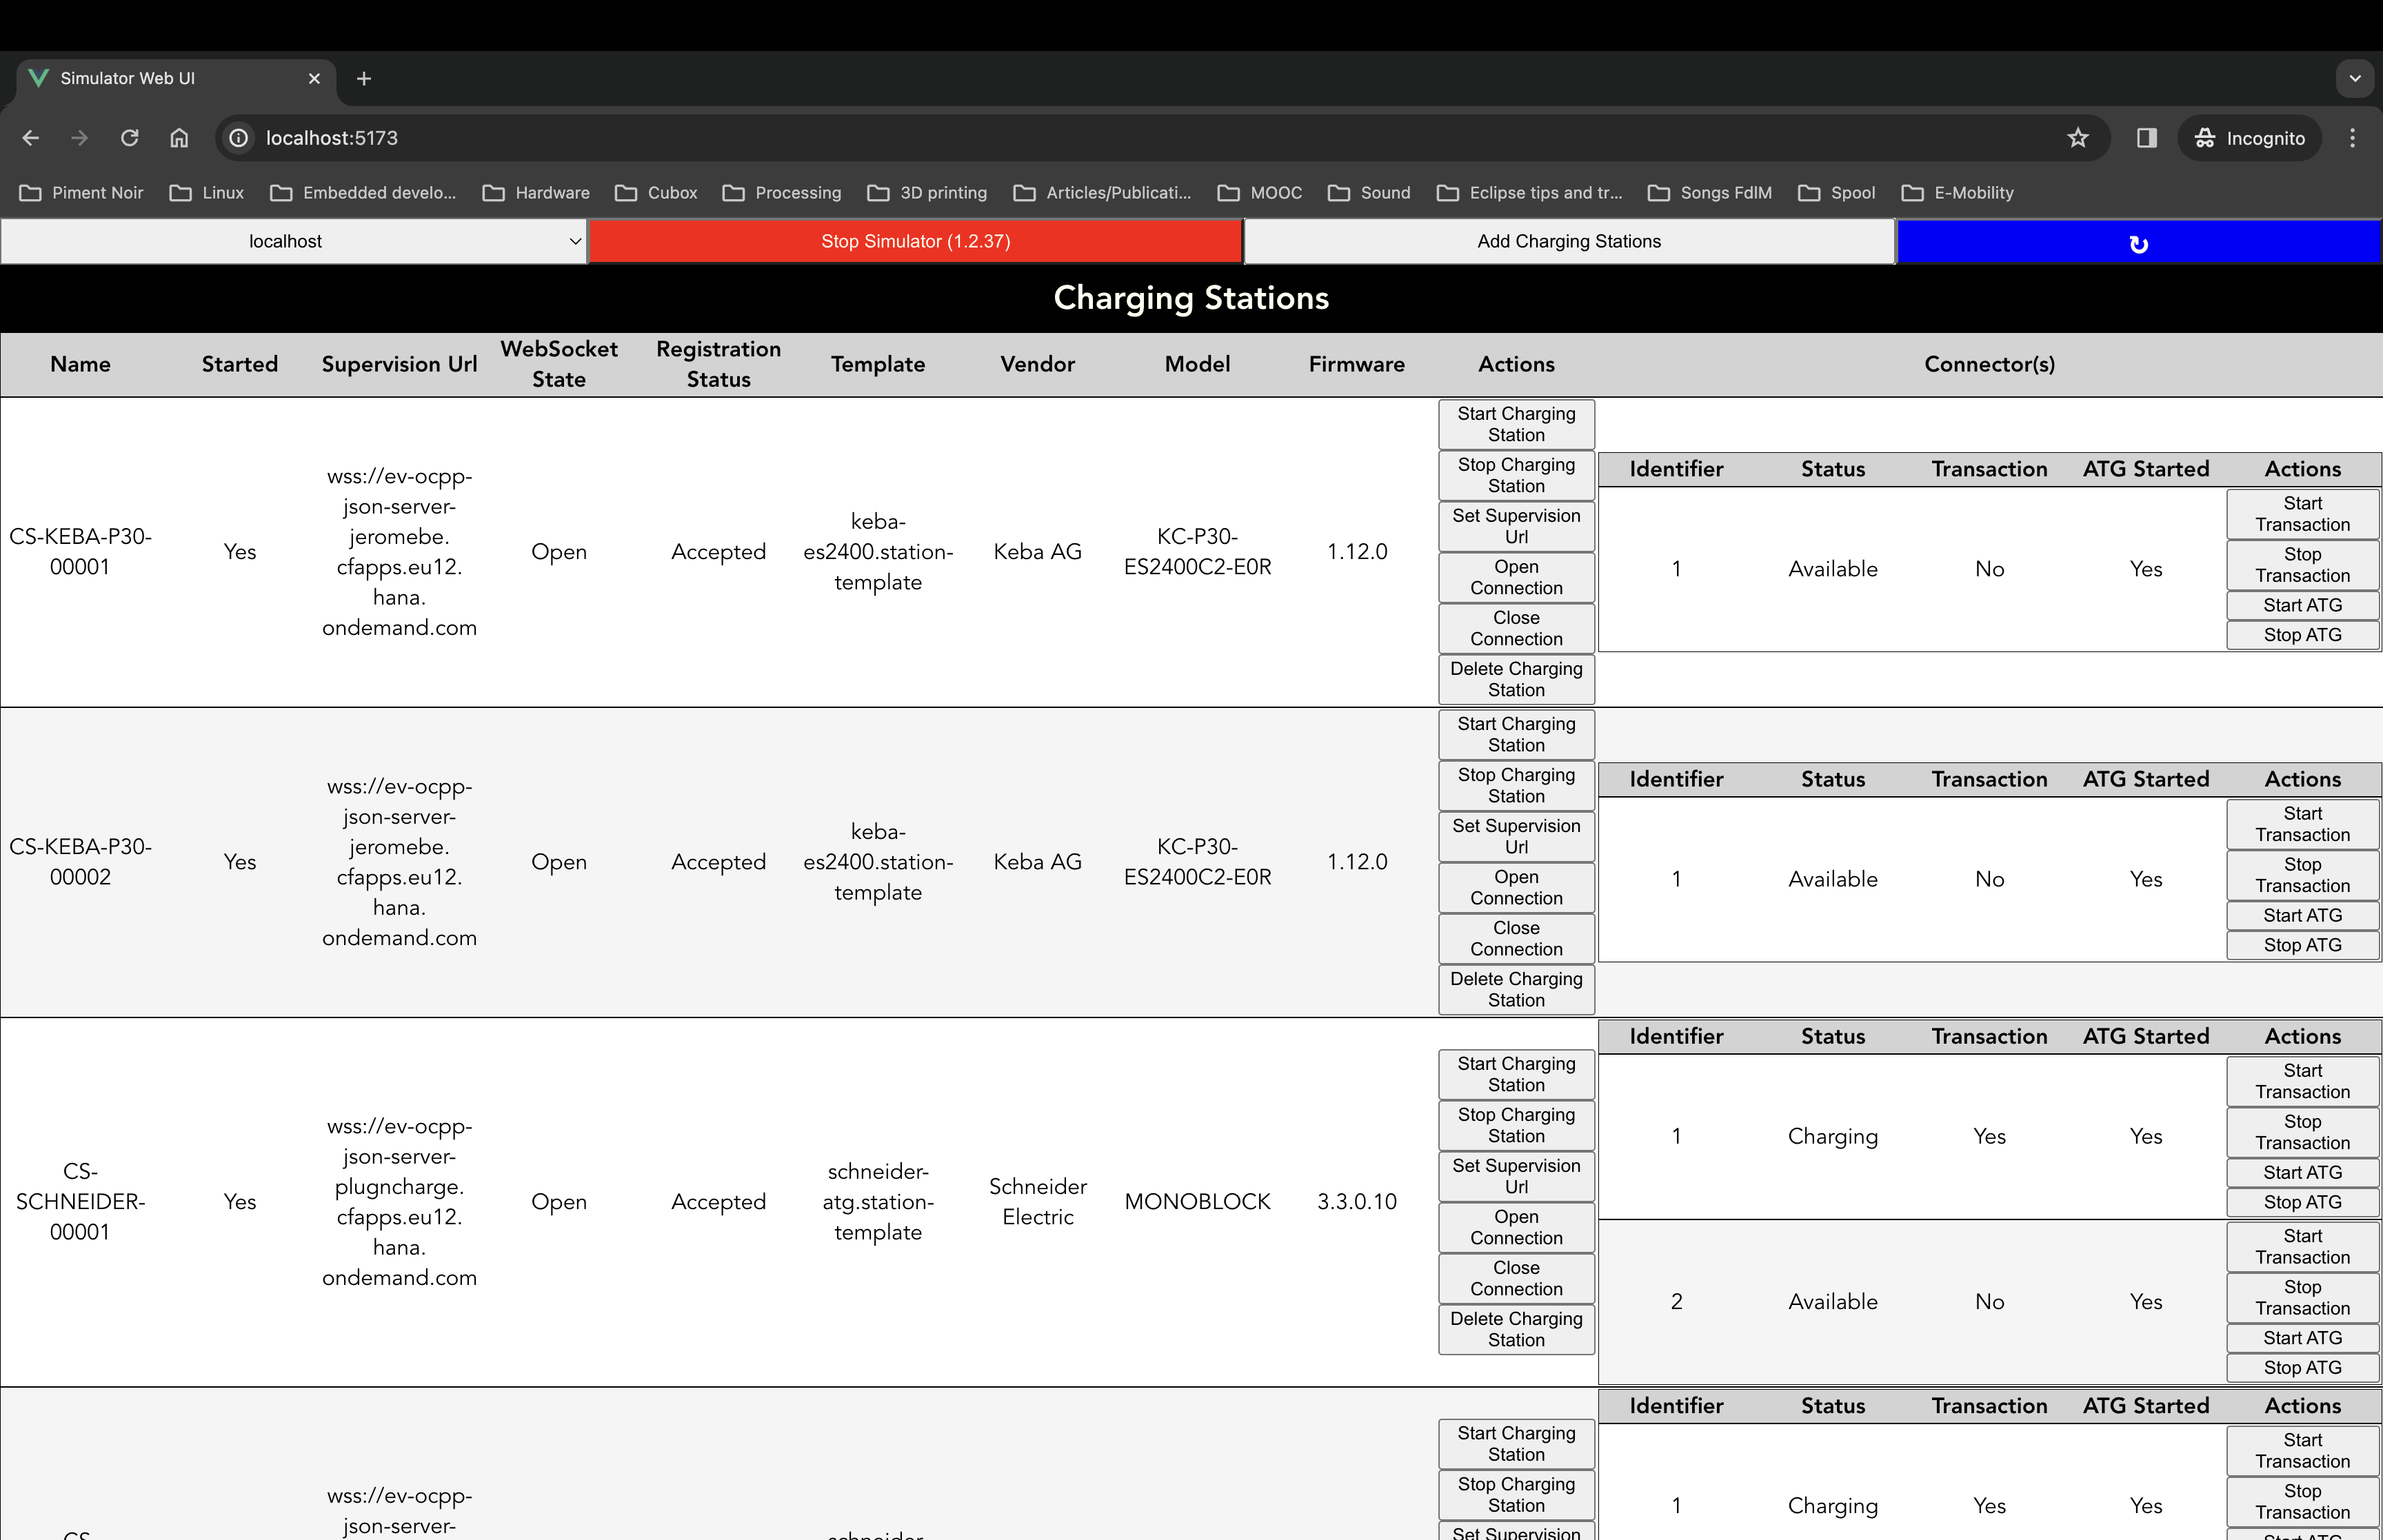 Simulator Web UI
localhost:5173
Incognito
Piment Noir
Linux
Embedded develo...
Hardware
Cubox
Processing
3D printing
Articles/Publicati...
MOOC
Sound
Eclipse tips and tr...
Songs FdlM
Spool
E-Mobility
localhost
Stop Simulator (1.2.37)
Add Charging Stations
↻
Charging Stations
Name
Started
Supervision Url
WebSocket
State
Registration
Status
Template
Vendor
Model
Firmware
Actions
Connector(s)
CS-KEBA-P30-
00001
Yes
wss://ev-ocpp-
json-server-
jeromebe.
cfapps.eu12.
hana.
ondemand.com
Open
Accepted
keba-
es2400.station-
template
Keba AG
KC-P30-
ES2400C2-E0R
1.12.0
Start Charging
Station
Stop Charging
Station
Set Supervision
Url
Open
Connection
Close
Connection
Delete Charging
Station
Identifier
Status
Transaction
ATG Started
Actions
1
Available
No
Yes
Start
Transaction
Stop
Transaction
Start ATG
Stop ATG
CS-KEBA-P30-
00002
Yes
wss://ev-ocpp-
json-server-
jeromebe.
cfapps.eu12.
hana.
ondemand.com
Open
Accepted
keba-
es2400.station-
template
Keba AG
KC-P30-
ES2400C2-E0R
1.12.0
Start Charging
Station
Stop Charging
Station
Set Supervision
Url
Open
Connection
Close
Connection
Delete Charging
Station
Identifier
Status
Transaction
ATG Started
Actions
1
Available
No
Yes
Start
Transaction
Stop
Transaction
Start ATG
Stop ATG
CS-
SCHNEIDER-
00001
Yes
wss://ev-ocpp-
json-server-
plugncharge.
cfapps.eu12.
hana.
ondemand.com
Open
Accepted
schneider-
atg.station-
template
Schneider
Electric
MONOBLOCK
3.3.0.10
Start Charging
Station
Stop Charging
Station
Set Supervision
Url
Open
Connection
Close
Connection
Delete Charging
Station
Identifier
Status
Transaction
ATG Started
Actions
1
Charging
Yes
Yes
Start
Transaction
Stop
Transaction
Start ATG
Stop ATG
2
Available
No
Yes
Start
Transaction
Stop
Transaction
Start ATG
Stop ATG
CS-
wss://ev-ocpp-
json-server-
schneider-
Start Charging
Station
Stop Charging
Station
Set Supervision
Identifier
Status
Transaction
ATG Started
Actions
1
Charging
Yes
Yes
Start
Transaction
Stop
Transaction
Start ATG